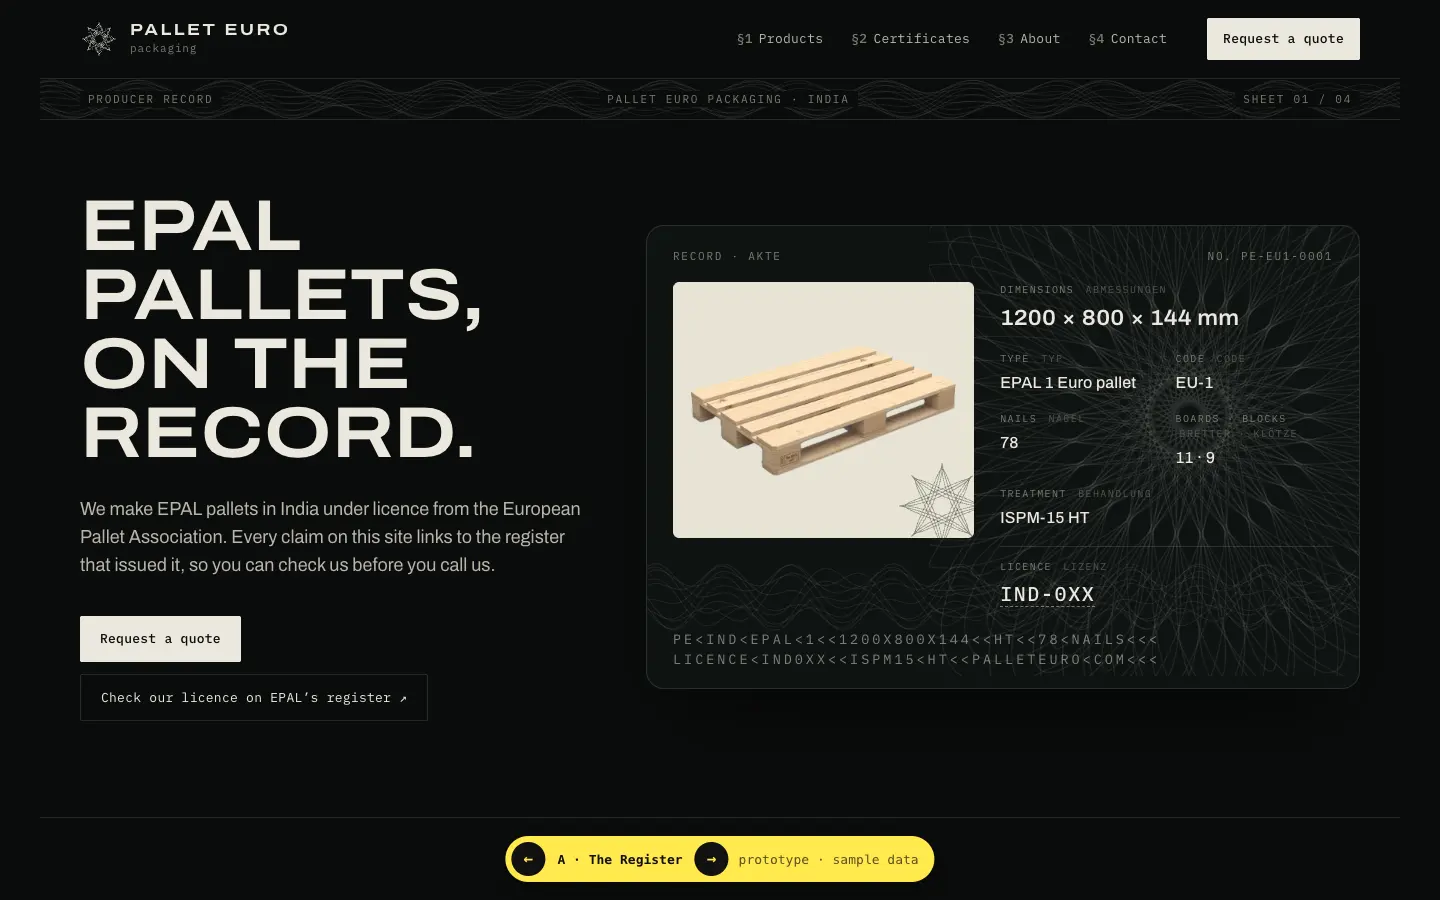 PALLET EURO
packaging
§1 Products
§2 Certificates
§3 About
§4 Contact
Request a quote
PRODUCER RECORD
PALLET EURO PACKAGING · INDIA
SHEET 01 / 04
EPAL
PALLETS,
ON THE
RECORD.
We make EPAL pallets in India under licence from the European
Pallet Association. Every claim on this site links to the register
that issued it, so you can check us before you call us.
Request a quote
Check our licence on EPAL’s register ↗
RECORD · AKTE
NO. PE-EU1-0001
DIMENSIONS ABMESSUNGEN
1200 × 800 × 144 mm
TYPE TYP
EPAL 1 Euro pallet
CODE CODE
EU-1
NAILS NÄGEL
78
BOARDS · BLOCKS
BRETTER · KLÖTZE
11 · 9
TREATMENT BEHANDLUNG
ISPM-15 HT
LICENCE LIZENZ
IND-0XX
PE<IND<EPAL<1<<1200X800X144<<HT<<78<NAILS<<<
LICENCE<IND0XX<<ISPM15<HT<<PALLETEURO<COM<<<
← A · The Register → prototype · sample data